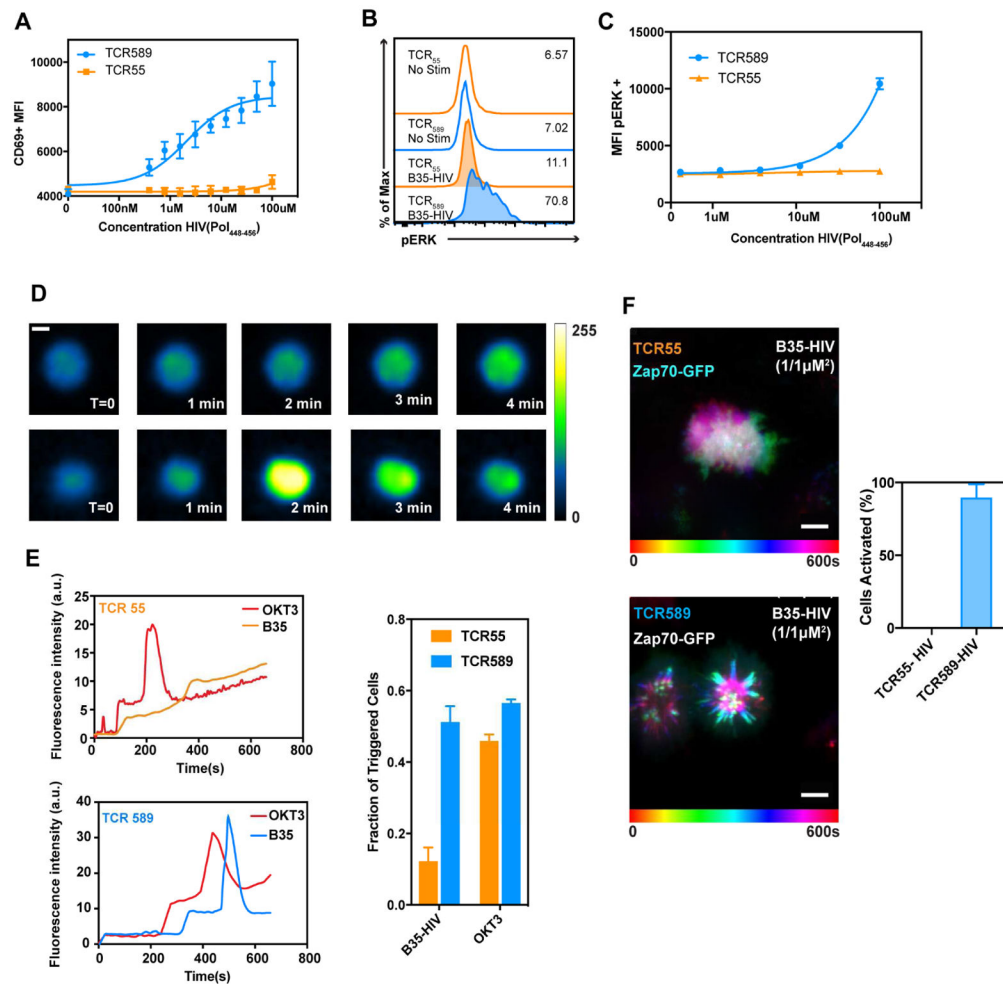 A
TCR589
TCR55
CD69+ MFI
10000
8000
6000
4000
0
100nM
1uM
10uM
100uM
Concentration HIV(Pol448-456)
B
% of Max
TCR55
No Stim
6.57
TCR589
No Stim
7.02
TCR55
B35-HIV
11.1
TCR589
B35-HIV
70.8
pERK
C
TCR589
TCR55
MFI pERK +
15000
10000
5000
0
0
1uM
10uM
100uM
Concentration HIV(Pol448-456)
D
T=0
1 min
2 min
3 min
4 min
T=0
1 min
2 min
3 min
4 min
255
0
E
Fluorescence intensity (a.u.)
TCR 55
OKT3
B35
25
20
15
10
5
0
0
200
400
600
800
Time(s)
Fluorescence intensity (a.u.)
TCR 589
OKT3
B35
40
30
20
10
0
0
200
400
600
800
Time(s)
Fraction of Triggered Cells
0.8
0.6
0.4
0.2
0.0
TCR55
TCR589
B35-HIV
OKT3
F
TCR55
Zap70-GFP
B35-HIV
(1/1µM²)
0
600s
TCR589
Zap70-GFP
B35-HIV
(1/1µM²)
0
600s
Cells Activated (%)
100
50
0
TCR55- HIV
TCR589-HIV